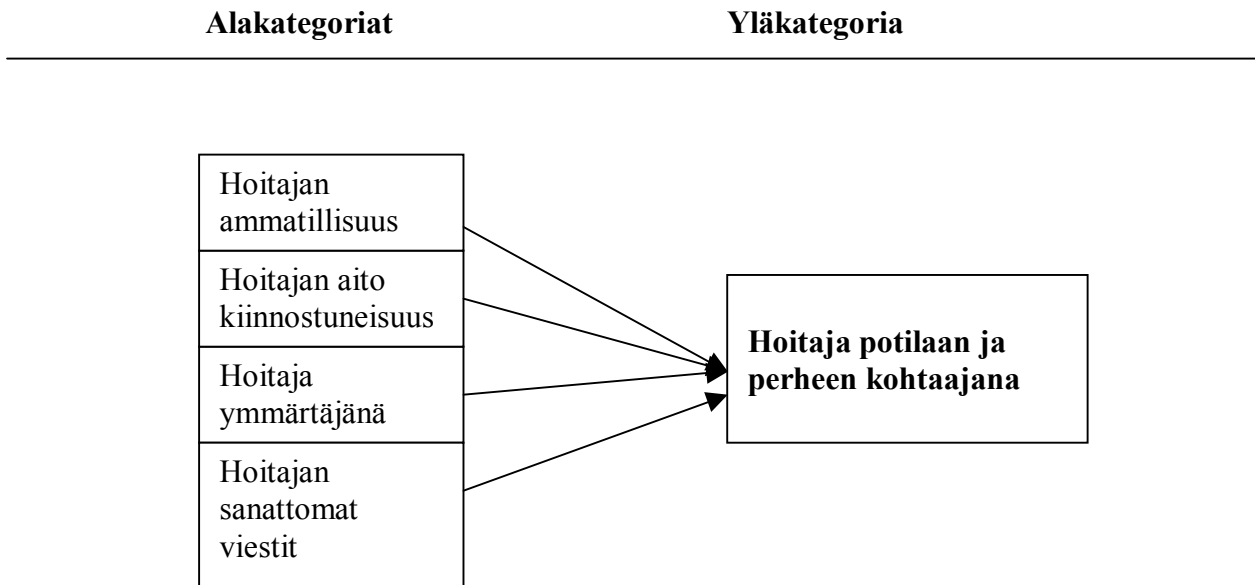 Alakategoriat Yläkategoria
Hoitajan
ammatillisuus
Hoitajan aito
kiinnostuneisuus
Hoitaja
ymmärtäjänä
Hoitajan
sanattomat
viestit
Hoitaja potilaan ja
perheen kohtaajana